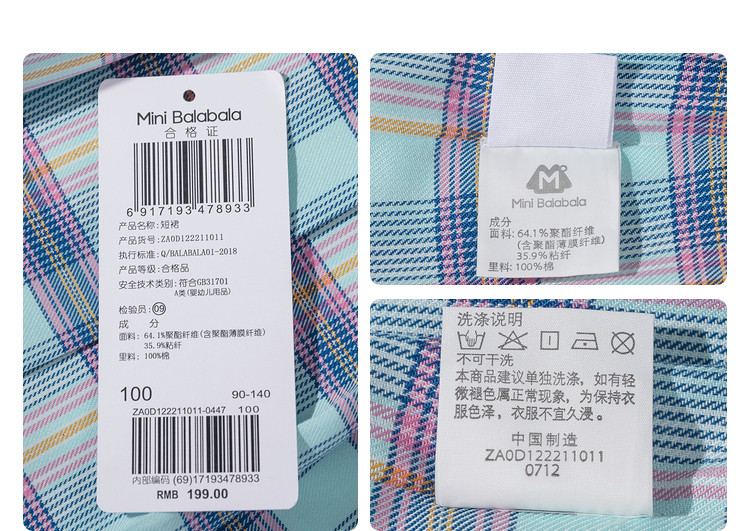 Mini Balabala
合格证
6 917193 478933
产品名称: 短裙
产品货号: ZA0D122211011
执行标准: Q/BALABALA01-2018
产品等级: 合格品
安全技术类别: 符合GB31701
A类(婴幼儿用品)
检验员: 09
成 分
面料: 64.1%聚酯纤维(含聚酯薄膜纤维)
35.9%粘纤
里料: 100%棉
100 90-140
ZA0D122211011-0447 100
内部编码 (69)17193478933
RMB 199.00
M
Mini Balabala
成分
面料: 64.1%聚酯纤维
(含聚酯薄膜纤维)
35.9%粘纤
里料: 100%棉
洗涤说明
不可干洗
本商品建议单独洗涤，如有轻
微褪色属正常现象，为保持衣
服色泽，衣服不宜久浸。
中国制造
ZA0D122211011
0712